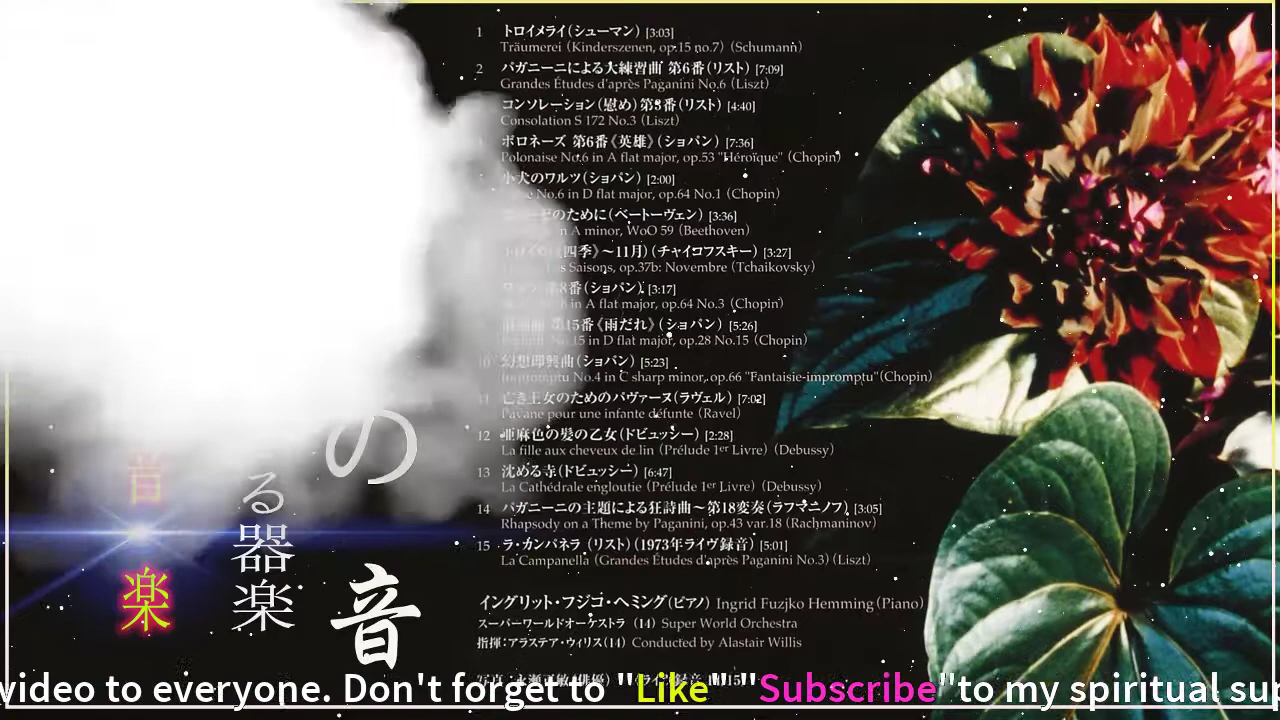 1 トロイメライ（シューマン）[3:03]
Träumerei (Kinderszenen, op.15 no.7) (Schumann)
2 パガニーニによる大練習曲 第6番（リスト）[7:09]
Grandes Études d'après Paganini No.6 (Liszt)
コンソレーション（慰め）第3番（リスト）[4:40]
Consolation S 172 No.3 (Liszt)
ポロネーズ 第6番《英雄》（ショパン）[7:36]
Polonaise No.6 in A flat major, op.53 "Héroïque" (Chopin)
小犬のワルツ（ショパン）[2:00]
No.6 in D flat major, op.64 No.1 (Chopin)
のために（ベートーヴェン）[3:36]
in A minor, WoO 59 (Beethoven)
四季》～11月）（チャイコフスキー）[3:27]
Saisons, op.37b: Novembre (Tchaikovsky)
番（ショパン）[3:17]
in A flat major, op.64 No.3 (Chopin)
第15番《雨だれ》（ショパン）[5:26]
15 in D flat major, op.28 No.15 (Chopin)
10 幻想即興曲（ショパン）[5:23]
Impromptu No.4 in C sharp minor, op.66 "Fantaisie-impromptu"(Chopin)
11 亡き王女のためのパヴァーヌ（ラヴェル）[7:02]
Pavane pour une infante défunte (Ravel)
12 亜麻色の髪の乙女（ドビュッシー）[2:28]
La fille aux cheveux de lin (Prélude 1er Livre) (Debussy)
13 沈める寺（ドビュッシー）[6:47]
La Cathédrale engloutie (Prélude 1er Livre) (Debussy)
14 パガニーニの主題による狂詩曲～第18変奏（ラフマニノフ）[3:05]
Rhapsody on a Theme by Paganini, op.43 var.18 (Rachmaninov)
15 ラ・カンパネラ（リスト）（1973年ライヴ録音）[5:01]
La Campanella (Grandes Études d'après Paganini No.3) (Liszt)
イングリット・フジコ・ヘミング（ピアノ） Ingrid Fuzjko Hemming (Piano)
スーパーワールドオーケストラ（14） Super World Orchestra
指揮：アラステア・ウィリス（14） Conducted by Alastair Willis
の音
る器楽
音楽
video to everyone. Don't forget to "Like" "Subscribe"to my spiritual sup